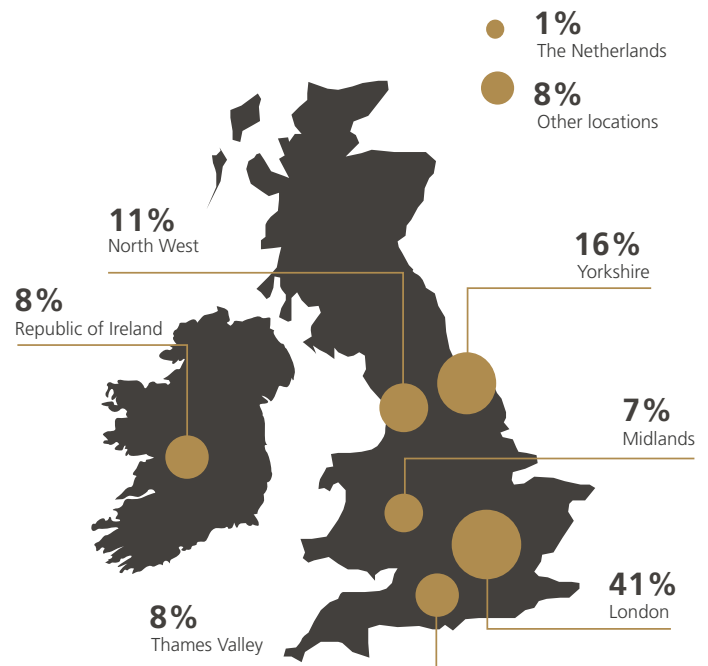 1%
The Netherlands
8%
Other locations
11%
North West
16%
Yorkshire
8%
Republic of Ireland
7%
Midlands
41%
London
8%
Thames Valley